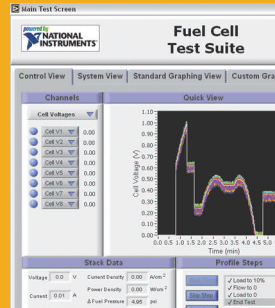 Main Test Screen
powered by
NATIONAL INSTRUMENTS
Fuel Cell
Test Suite
Control View
System View
Standard Graphing View
Custom Gra
Channels
Quick View
Cell Voltages
Cell V1 0.00
Cell V2 0.00
Cell V3 0.00
Cell V4 0.00
Cell V5 0.00
Cell V6 0.00
Cell V7 0.00
Cell V8 0.00
Cell Voltage (V)
1.10
1.00
0.90
0.80
0.70
0.60
0.50
0.40
0.30
0.20
0.10
0.00
0.0 0.5 1.0 1.5 2.0 2.5 3.0 3.5 4.0 4.5 5.0
Time (min)
Stack Data
Profile Steps
Voltage 0.0 V
Current Density 0.00 A/cm²
Load to 10%
Power Density 0.00 W/cm²
Flow to 0
Current 0.01 A
Load to 0
Δ Fuel Pressure 4.95 psi
End Test